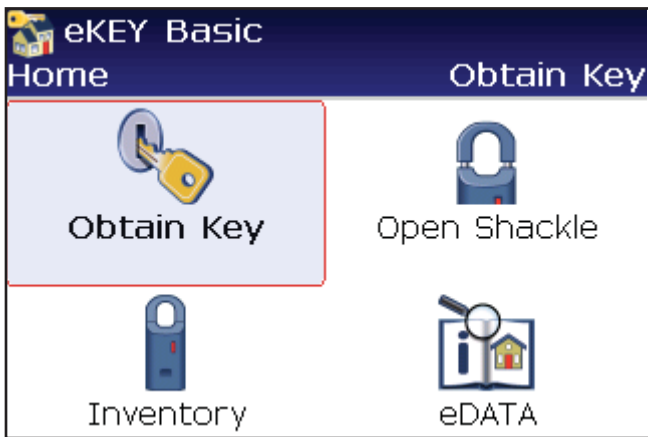 eKEY Basic
Home Obtain Key
Obtain Key Open Shackle
i
Inventory eDATA